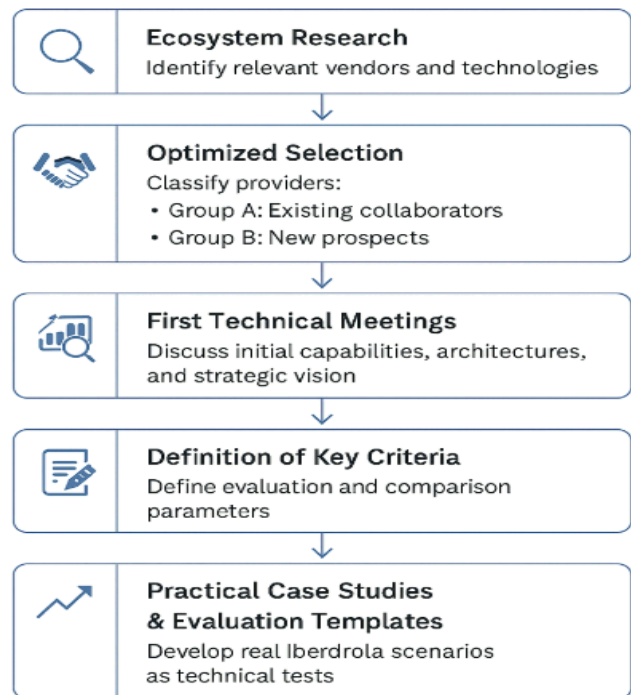 Ecosystem Research
Identify relevant vendors and technologies
Optimized Selection
Classify providers:
• Group A: Existing collaborators
• Group B: New prospects
First Technical Meetings
Discuss initial capabilities, architectures,
and strategic vision
Definition of Key Criteria
Define evaluation and comparison
parameters
Practical Case Studies
& Evaluation Templates
Develop real Iberdrola scenarios
as technical tests